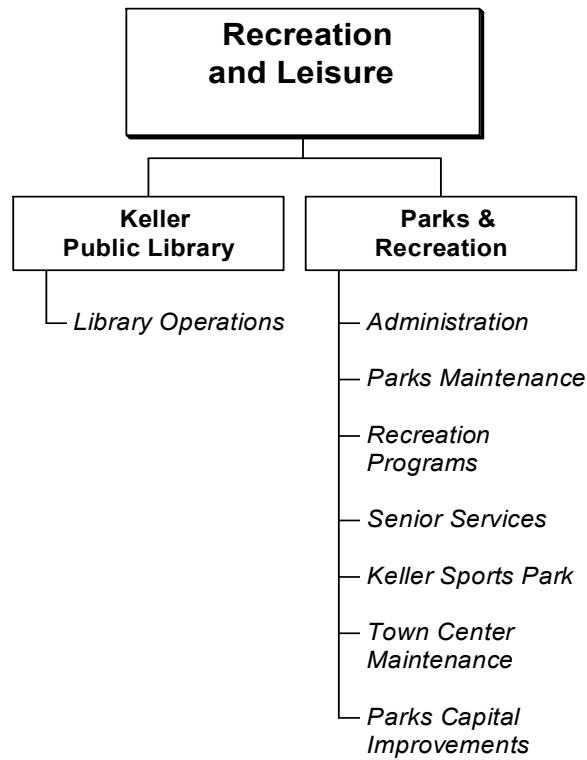 Recreation
and Leisure
Keller
Public Library
Parks &
Recreation
Library Operations
Administration
Parks Maintenance
Recreation
Programs
Senior Services
Keller Sports Park
Town Center
Maintenance
Parks Capital
Improvements